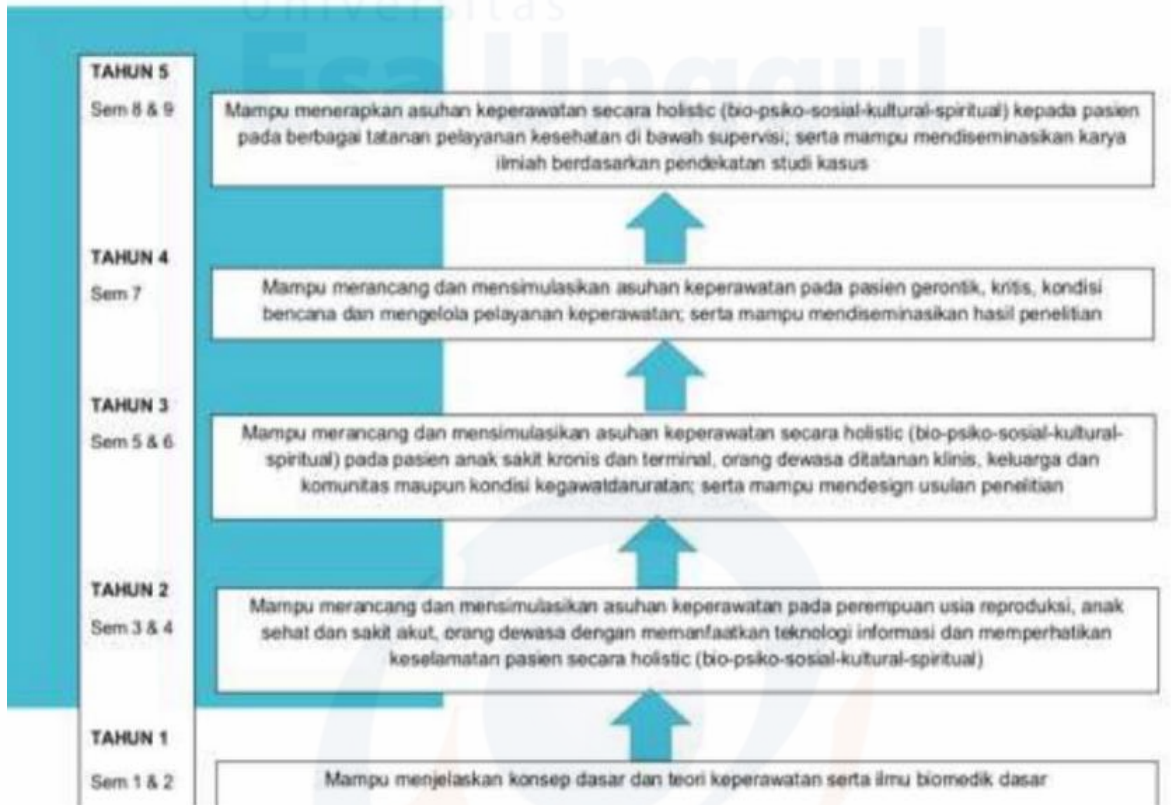 Universitas
Esa Unggul
TAHUN 5
Sem 8 & 9
Mampu menerapkan asuhan keperawatan secara holistic (bio-psiko-sosial-kultural-spiritual) kepada pasien
pada berbagai tatanan pelayanan kesehatan di bawah supervisi; serta mampu mendiseminasikan karya
ilmiah berdasarkan pendekatan studi kasus
TAHUN 4
Sem 7
Mampu merancang dan mensimulasikan asuhan keperawatan pada pasien gerontik, kritis, kondisi
bencana dan mengelola pelayanan keperawatan; serta mampu mendiseminasikan hasil penelitian
TAHUN 3
Sem 5 & 6
Mampu merancang dan mensimulasikan asuhan keperawatan secara holistic (bio-psiko-sosial-kultural-
spiritual) pada pasien anak sakit kronis dan terminal, orang dewasa ditatanan klinis, keluarga dan
komunitas maupun kondisi kegawatdaruratan; serta mampu mendesign usulan penelitian
TAHUN 2
Sem 3 & 4
Mampu merancang dan mensimulasikan asuhan keperawatan pada perempuan usia reproduksi, anak
sehat dan sakit akut, orang dewasa dengan memanfaatkan teknologi informasi dan memperhatikan
keselamatan pasien secara holistic (bio-psiko-sosial-kultural-spiritual)
TAHUN 1
Sem 1 & 2
Mampu menjelaskan konsep dasar dan teori keperawatan serta ilmu biomedik dasar